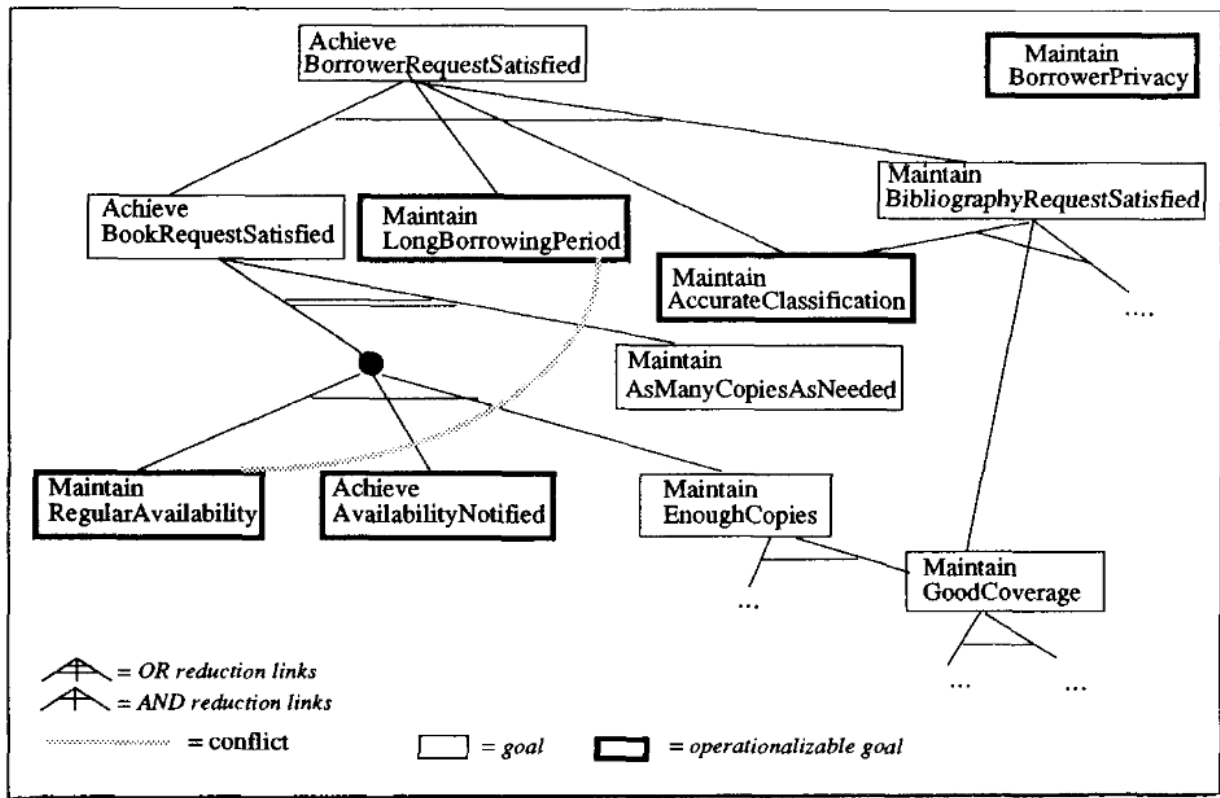 Achieve
BorrowerRequestSatisfied
Maintain
BorrowerPrivacy
Maintain
BibliographyRequestSatisfied
Achieve
BookRequestSatisfied
Maintain
LongBorrowingPeriod
Maintain
AccurateClassification
....
Maintain
AsManyCopiesAsNeeded
Maintain
RegularAvailability
Achieve
AvailabilityNotified
Maintain
EnoughCopies
Maintain
GoodCoverage
...
...
...
= OR reduction links
= AND reduction links
= conflict
= goal
= operationalizable goal